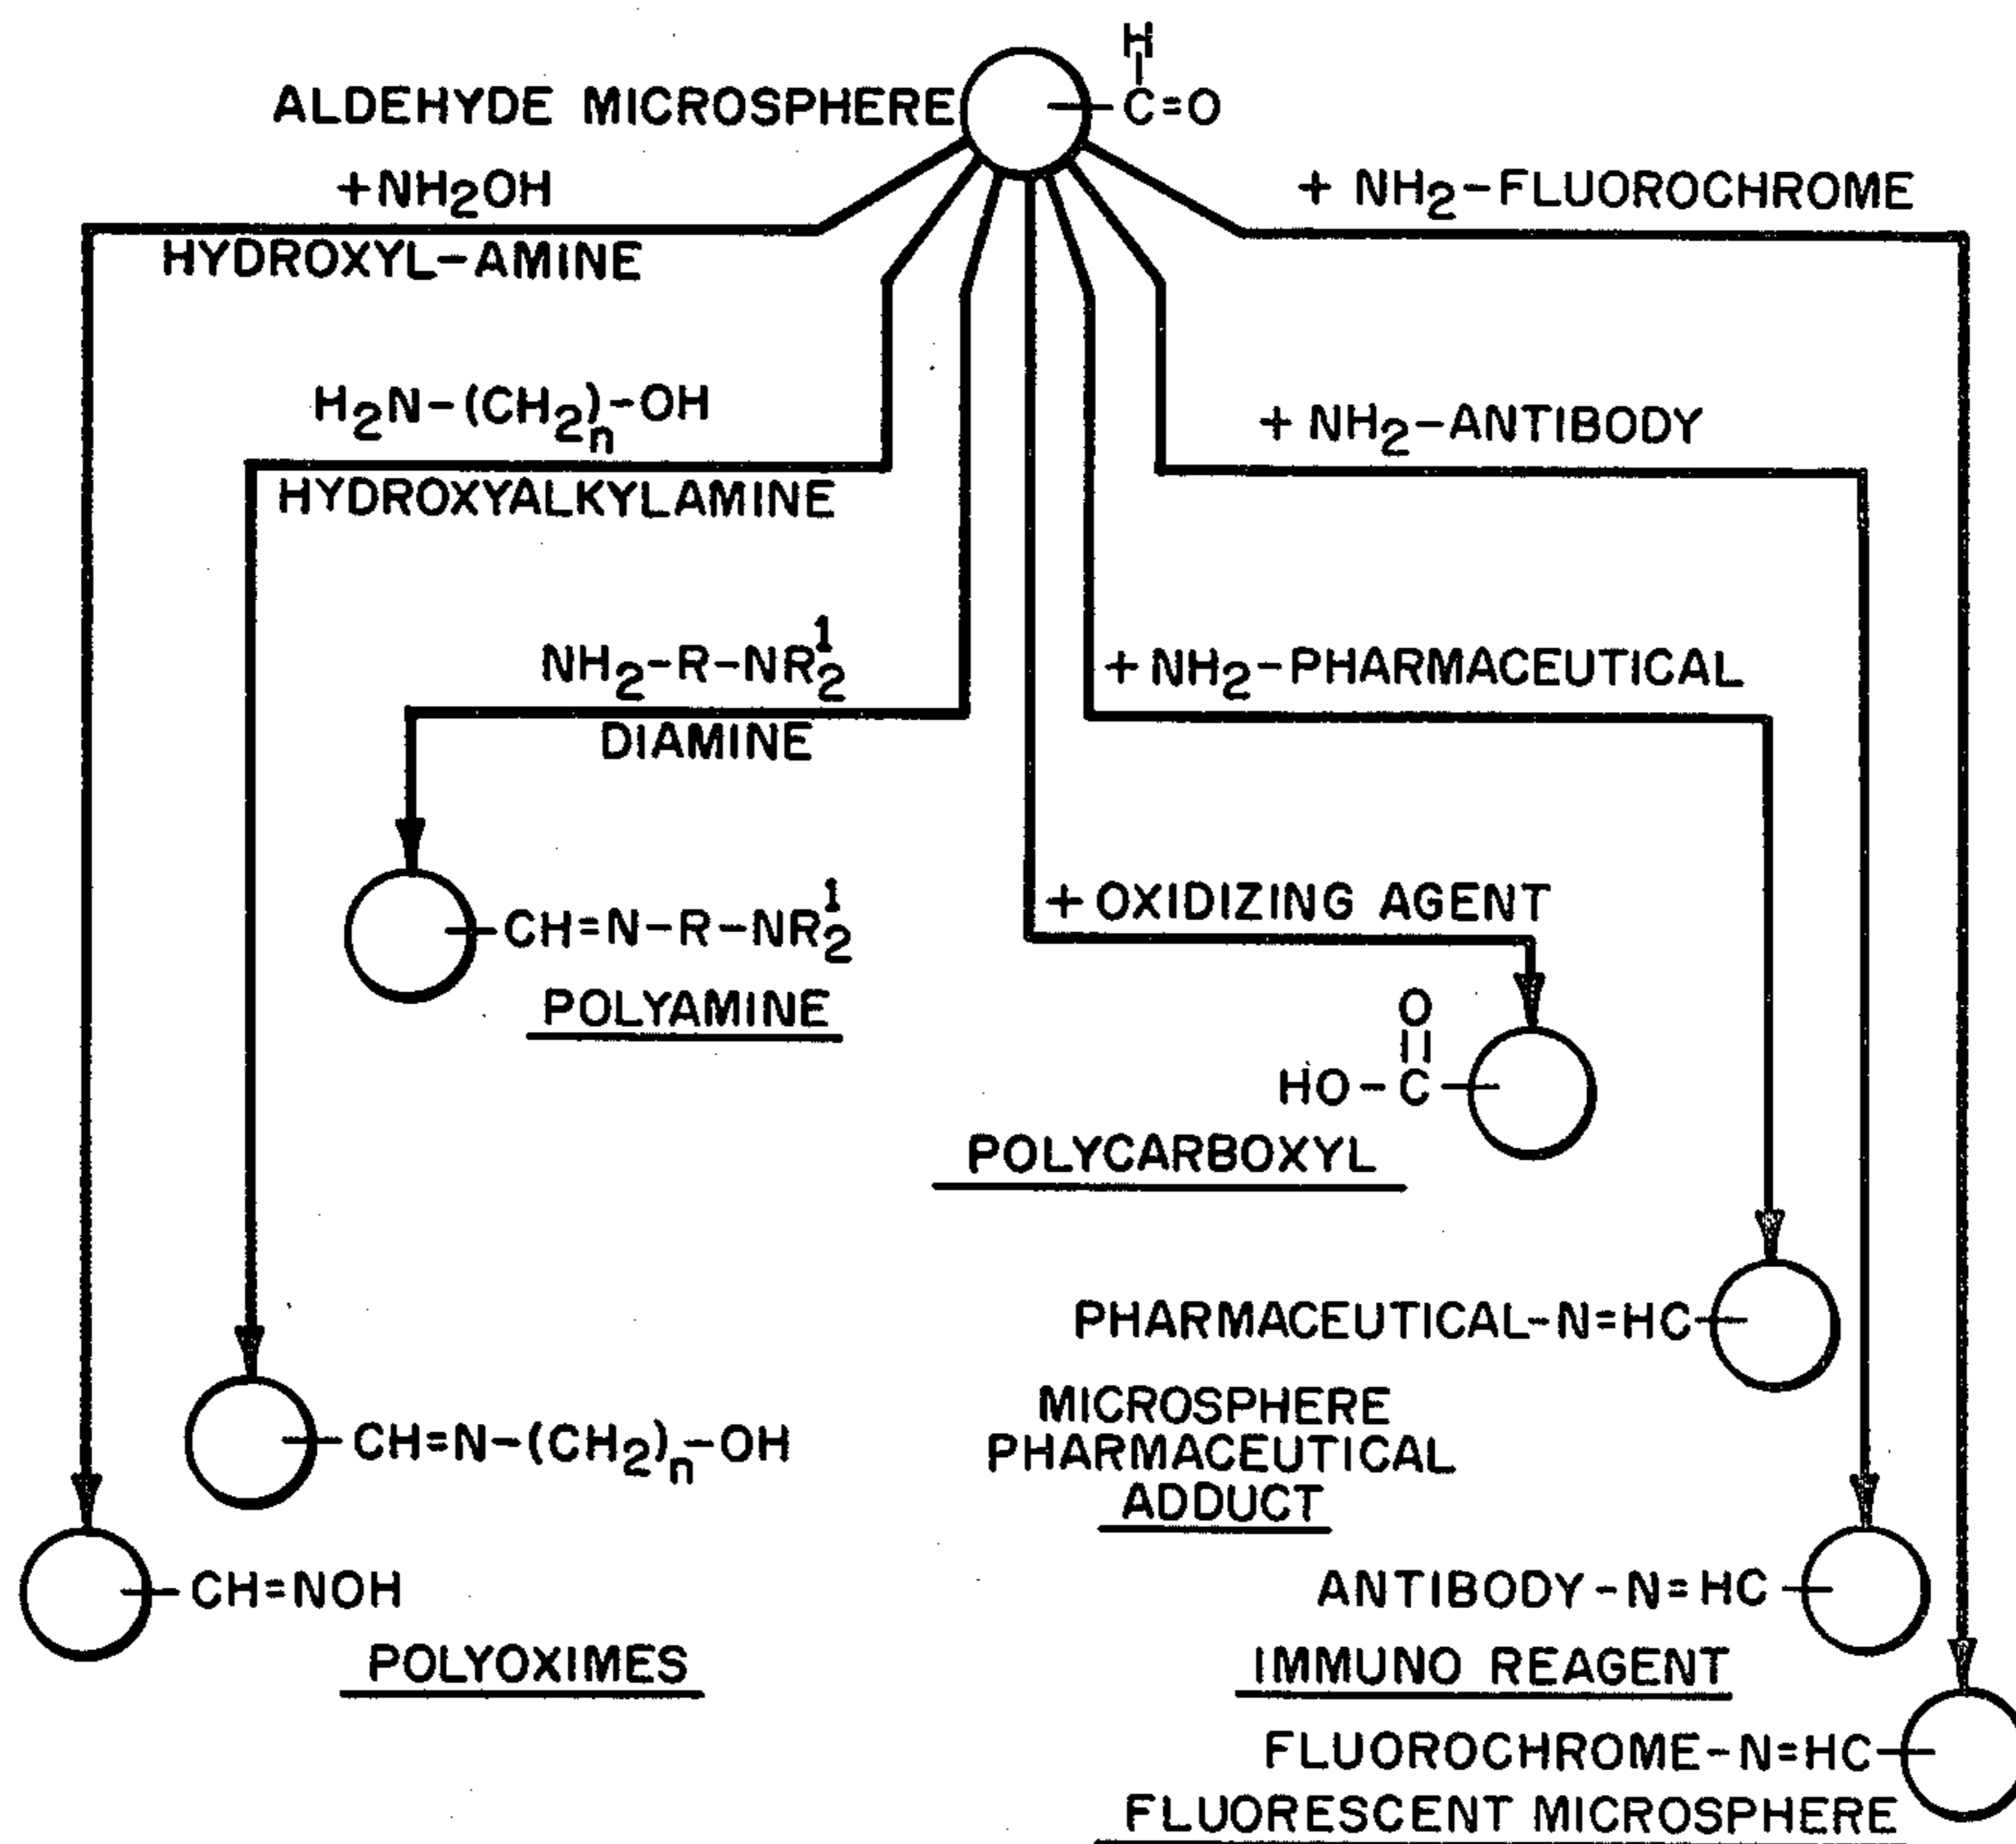 H
ALDEHYDE MICROSPHERE
C=O
+NH2OH
HYDROXYL-AMINE
+ NH2-FLUOROCHROME
H2N-(CH2)n-OH
HYDROXYALKYLAMINE
+ NH2-ANTIBODY
NH2-R-NR¹2
DIAMINE
+ NH2-PHARMACEUTICAL
CH=N-R-NR¹2
POLYAMINE
+ OXIDIZING AGENT
O
HO-C
POLYCARBOXYL
PHARMACEUTICAL-N=HC
MICROSPHERE
PHARMACEUTICAL
ADDUCT
CH=N-(CH2)n-OH
CH=NOH
POLYOXIMES
ANTIBODY-N=HC
IMMUNO REAGENT
FLUOROCHROME-N=HC
FLUORESCENT MICROSPHERE